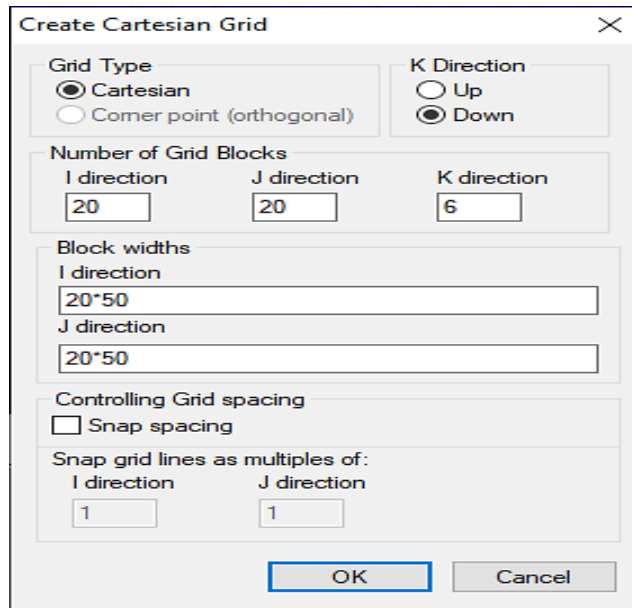 Create Cartesian Grid
Grid Type
Cartesian
Corner point (orthogonal)
K Direction
Up
Down
Number of Grid Blocks
I direction J direction K direction
20 20 6
Block widths
I direction
20*50
J direction
20*50
Controlling Grid spacing
Snap spacing
Snap grid lines as multiples of:
I direction J direction
1 1
OK Cancel